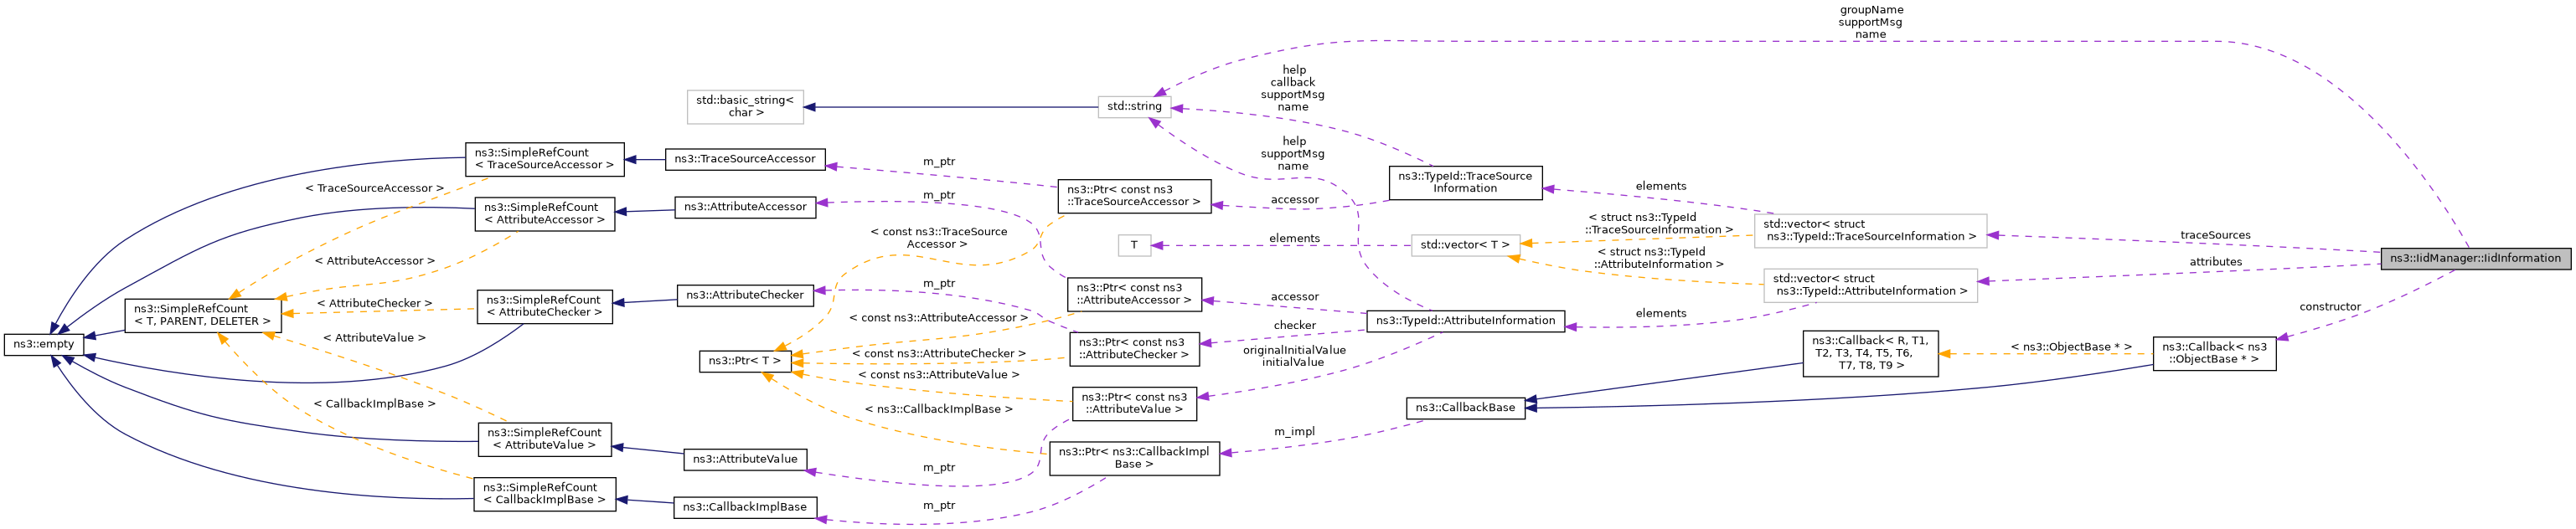 groupName
supportMsg
name
help
callback
supportMsg
name
std::basic_string<
char >
std::string
help
supportMsg
name
ns3::SimpleRefCount
< TraceSourceAccessor >
ns3::TraceSourceAccessor
m_ptr
ns3::TypeId::TraceSource
Information
< TraceSourceAccessor >
ns3::Ptr< const ns3
::TraceSourceAccessor >
accessor
elements
m_ptr
ns3::SimpleRefCount
< AttributeAccessor >
ns3::AttributeAccessor
< struct ns3::TypeId
::TraceSourceInformation >
std::vector< struct
ns3::TypeId::TraceSourceInformation >
traceSources
< const ns3::TraceSource
Accessor >
T
elements
std::vector< T >
< AttributeAccessor >
< struct ns3::TypeId
::AttributeInformation >
attributes
ns3::IidManager::IidInformation
std::vector< struct
ns3::TypeId::AttributeInformation >
m_ptr
ns3::Ptr< const ns3
::AttributeAccessor >
accessor
ns3::SimpleRefCount
< T, PARENT, DELETER >
< AttributeChecker >
ns3::SimpleRefCount
< AttributeChecker >
ns3::AttributeChecker
< const ns3::AttributeAccessor >
ns3::TypeId::AttributeInformation
elements
constructor
checker
ns3::empty
< AttributeValue >
ns3::Ptr< T >
< const ns3::AttributeChecker >
ns3::Ptr< const ns3
::AttributeChecker >
originalInitialValue
initialValue
ns3::Callback< R, T1,
T2, T3, T4, T5, T6,
T7, T8, T9 >
< ns3::ObjectBase * >
ns3::Callback< ns3
::ObjectBase * >
< const ns3::AttributeValue >
ns3::Ptr< const ns3
::AttributeValue >
< CallbackImplBase >
< ns3::CallbackImplBase >
ns3::CallbackBase
ns3::SimpleRefCount
< AttributeValue >
ns3::AttributeValue
m_ptr
ns3::Ptr< ns3::CallbackImpl
Base >
m_impl
ns3::SimpleRefCount
< CallbackImplBase >
ns3::CallbackImplBase
m_ptr